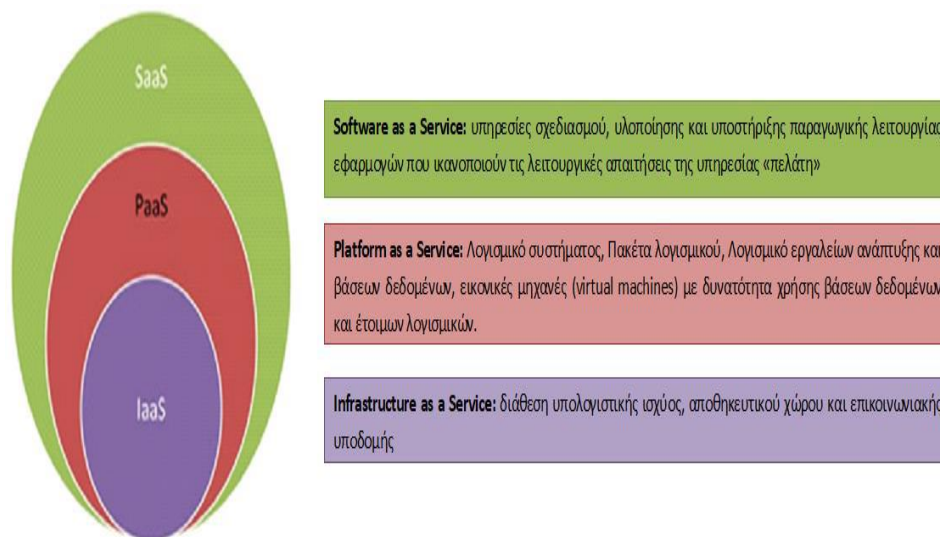 SaaS
PaaS
IaaS
Software as a Service: υπηρεσίες σχεδιασμού, υλοποίησης και υποστήριξης παραγωγικής λειτουργίας
εφαρμογών που ικανοποιούν τις λειτουργικές απαιτήσεις της υπηρεσίας «πελάτη»
Platform as a Service: Λογισμικό συστήματος, Πακέτα λογισμικού, Λογισμικό εργαλείων ανάπτυξης και
βάσεων δεδομένων, εικονικές μηχανές (virtual machines) με δυνατότητα χρήσης βάσεων δεδομένων
και έτοιμων λογισμικών.
Infrastructure as a Service: διάθεση υπολογιστικής ισχύος, αποθηκευτικού χώρου και επικοινωνιακής
υποδομής